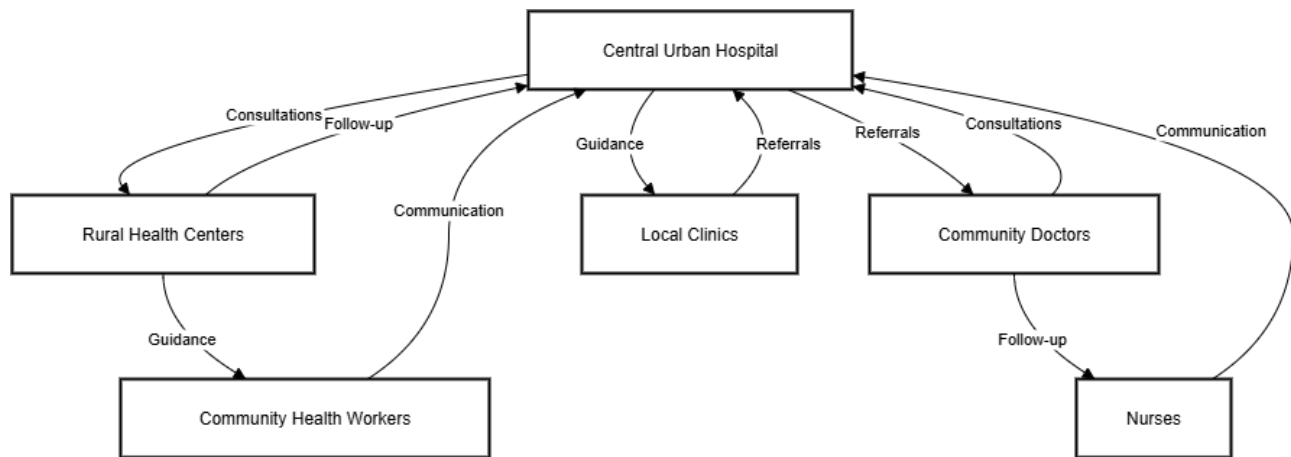 Central Urban Hospital
Consultations
Follow-up
Guidance
Referrals
Referrals
Consultations
Communication
Communication
Rural Health Centers
Local Clinics
Community Doctors
Guidance
Follow-up
Community Health Workers
Nurses